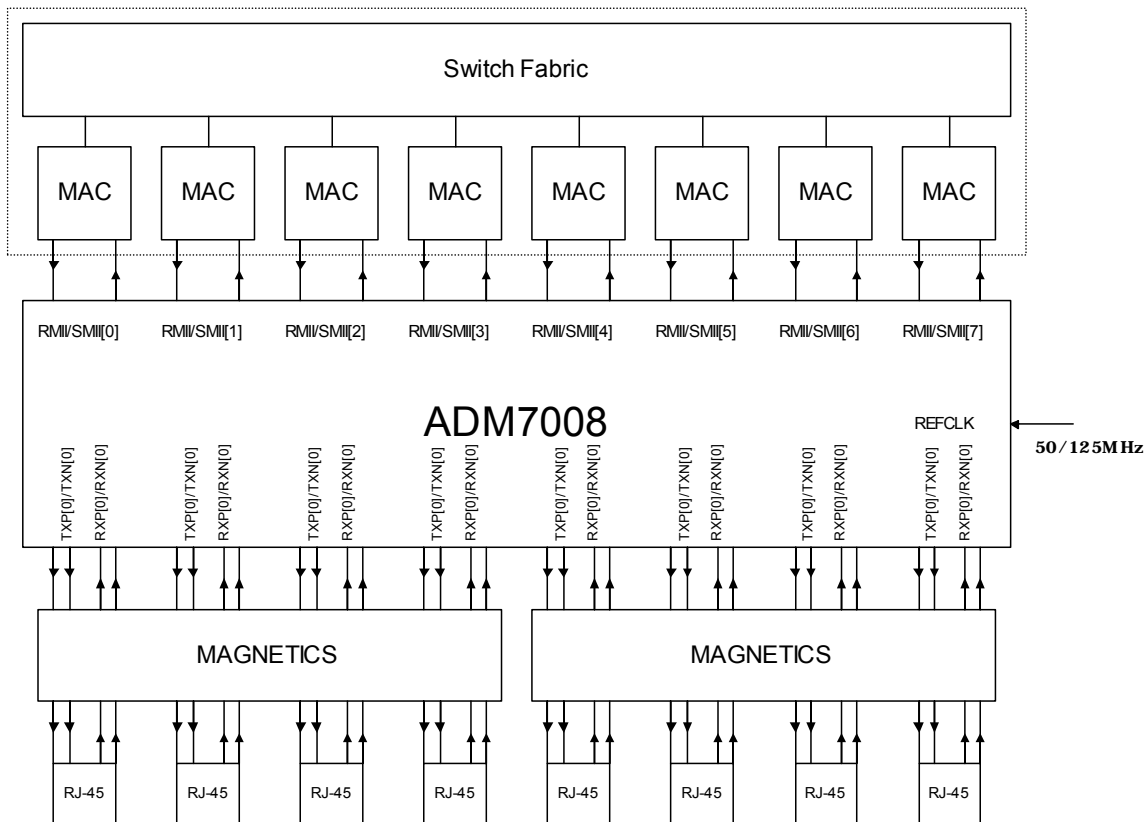 Switch Fabric
MAC MAC MAC MAC MAC MAC MAC MAC
RMII/SMII[0] RMII/SMII[1] RMII/SMII[2] RMII/SMII[3] RMII/SMII[4] RMII/SMII[5] RMII/SMII[6] RMII/SMII[7]
ADM7008
REFCLK
50/125MHz
TXP[0]/TXN[0] RXP[0]/RXN[0] TXP[0]/TXN[0] RXP[0]/RXN[0] TXP[0]/TXN[0] RXP[0]/RXN[0] TXP[0]/TXN[0] RXP[0]/RXN[0] TXP[0]/TXN[0] RXP[0]/RXN[0] TXP[0]/TXN[0] RXP[0]/RXN[0] TXP[0]/TXN[0] RXP[0]/RXN[0] TXP[0]/TXN[0] RXP[0]/RXN[0]
MAGNETICS MAGNETICS
RJ-45 RJ-45 RJ-45 RJ-45 RJ-45 RJ-45 RJ-45 RJ-45